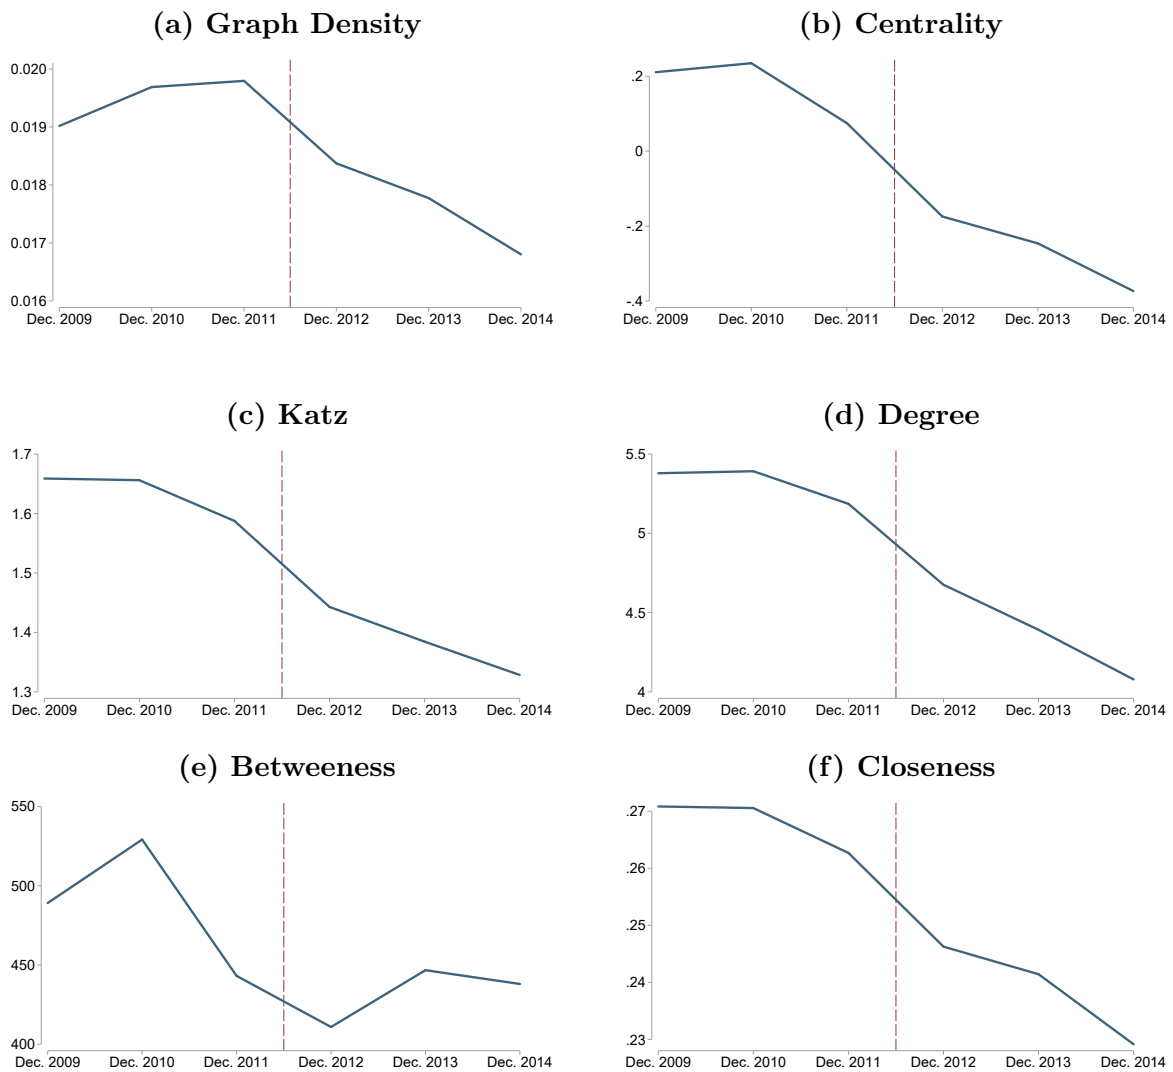 (a) Graph Density
0.020
0.019
0.018
0.017
0.016
Dec. 2009 Dec. 2010 Dec. 2011 Dec. 2012 Dec. 2013 Dec. 2014
(b) Centrality
.2
0
-.2
-.4
Dec. 2009 Dec. 2010 Dec. 2011 Dec. 2012 Dec. 2013 Dec. 2014
(c) Katz
1.7
1.6
1.5
1.4
1.3
Dec. 2009 Dec. 2010 Dec. 2011 Dec. 2012 Dec. 2013 Dec. 2014
(d) Degree
5.5
5
4.5
4
Dec. 2009 Dec. 2010 Dec. 2011 Dec. 2012 Dec. 2013 Dec. 2014
(e) Betweeness
550
500
450
400
Dec. 2009 Dec. 2010 Dec. 2011 Dec. 2012 Dec. 2013 Dec. 2014
(f) Closeness
.27
.26
.25
.24
.23
Dec. 2009 Dec. 2010 Dec. 2011 Dec. 2012 Dec. 2013 Dec. 2014